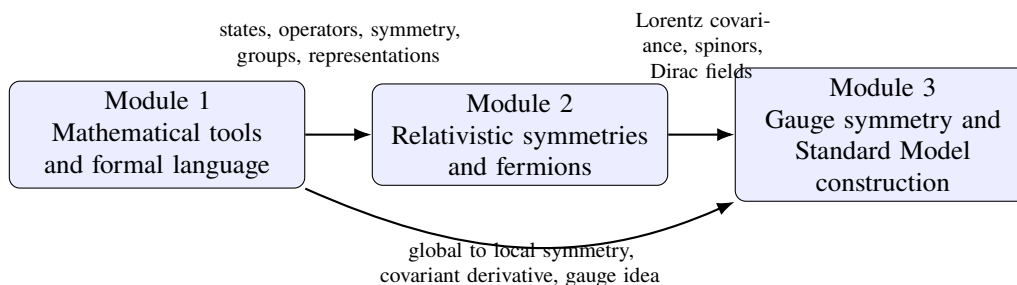 states, operators, symmetry,
groups, representations
Lorentz covari-
ance, spinors,
Dirac fields
Module 1
Mathematical tools
and formal language
Module 2
Relativistic symmetries
and fermions
Module 3
Gauge symmetry and
Standard Model
construction
global to local symmetry,
covariant derivative, gauge idea